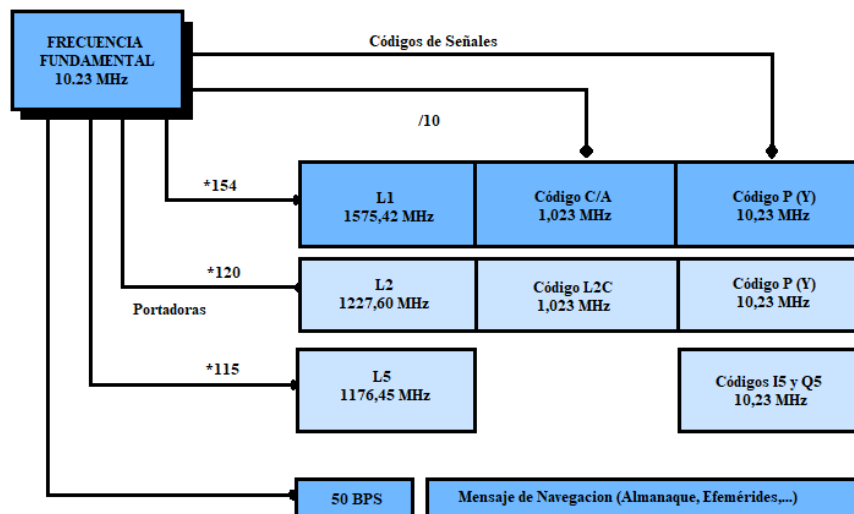 FRECUENCIA
FUNDAMENTAL
10.23 MHz
Códigos de Señales
/10
*154
L1
1575,42 MHz
Código C/A
1,023 MHz
Código P (Y)
10,23 MHz
*120
L2
1227,60 MHz
Código L2C
1,023 MHz
Código P (Y)
10,23 MHz
Portadoras
*115
L5
1176,45 MHz
Códigos I5 y Q5
10,23 MHz
50 BPS
Mensaje de Navegacion (Almanaque, Efemérides,...)